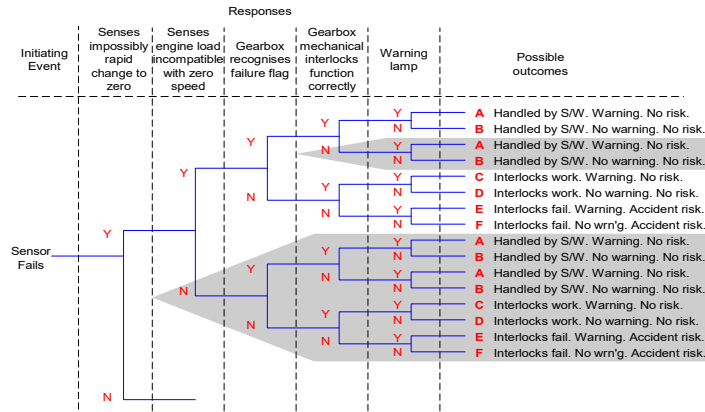 Responses
Initiating
Event
Senses
impossibly
rapid
change to
zero
Senses
engine load
incompatible
with zero
speed
Gearbox
recognises
failure flag
Gearbox
mechanical
interlocks
function
correctly
Warning
lamp
Possible
outcomes
Sensor
Fails
Y
N
Y
N
Y
N
Y
N
Y
N
Y
N
Y
N
Y
N
Y
N
Y
N
Y
N
Y
N
Y
N
Y
N
Y
N
Y
N
A Handled by S/W. Warning. No risk.
B Handled by S/W. No warning. No risk.
A Handled by S/W. Warning. No risk.
B Handled by S/W. No warning. No risk.
C Interlocks work. Warning. No risk.
D Interlocks work. No warning. No risk.
E Interlocks fail. Warning. Accident risk.
F Interlocks fail. No wrn'g. Accident risk.
A Handled by S/W. Warning. No risk.
B Handled by S/W. No warning. No risk.
A Handled by S/W. Warning. No risk.
B Handled by S/W. No warning. No risk.
C Interlocks work. Warning. No risk.
D Interlocks work. No warning. No risk.
E Interlocks fail. Warning. Accident risk.
F Interlocks fail. No wrn'g. Accident risk.